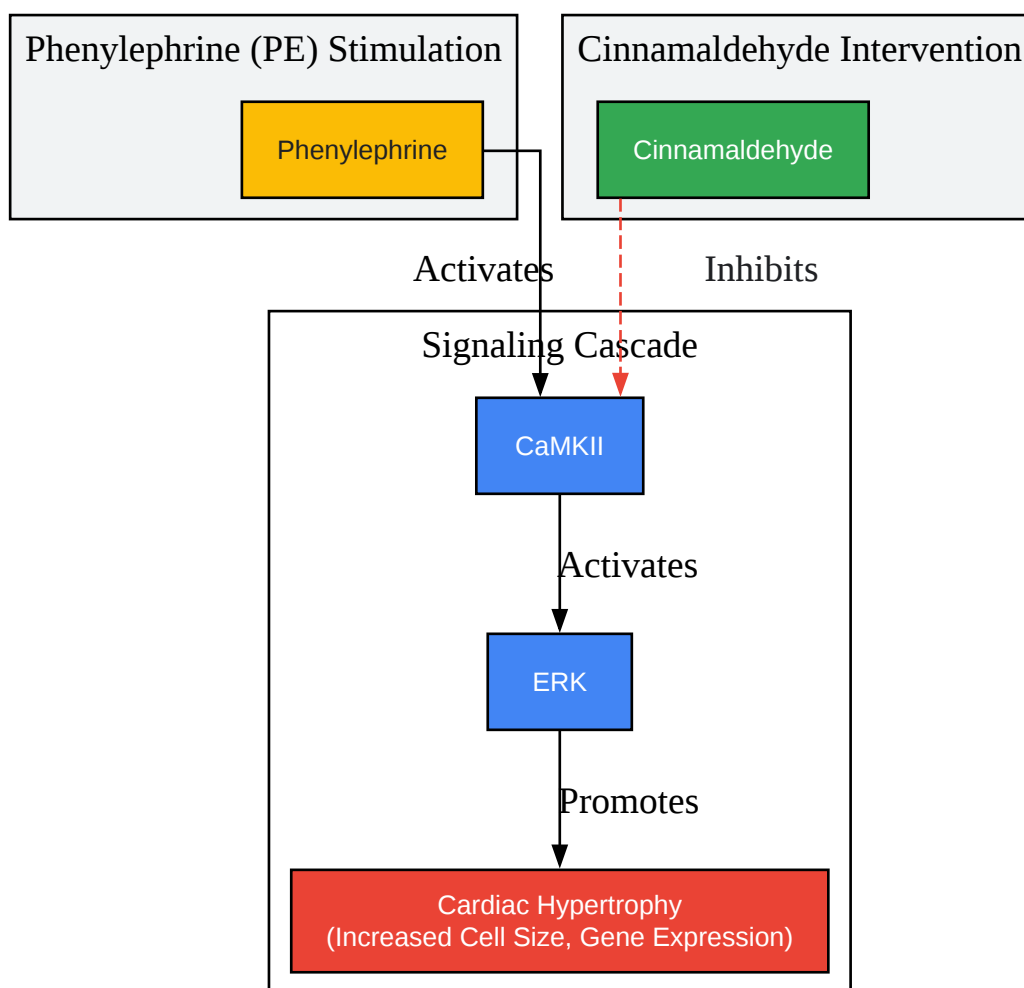 Phenylephrine (PE) Stimulation
Cinnamaldehyde Intervention
Phenylephrine
Cinnamaldehyde
Activates
Inhibits
Signaling Cascade
CaMKII
Activates
ERK
Promotes
Cardiac Hypertrophy
(Increased Cell Size, Gene Expression)